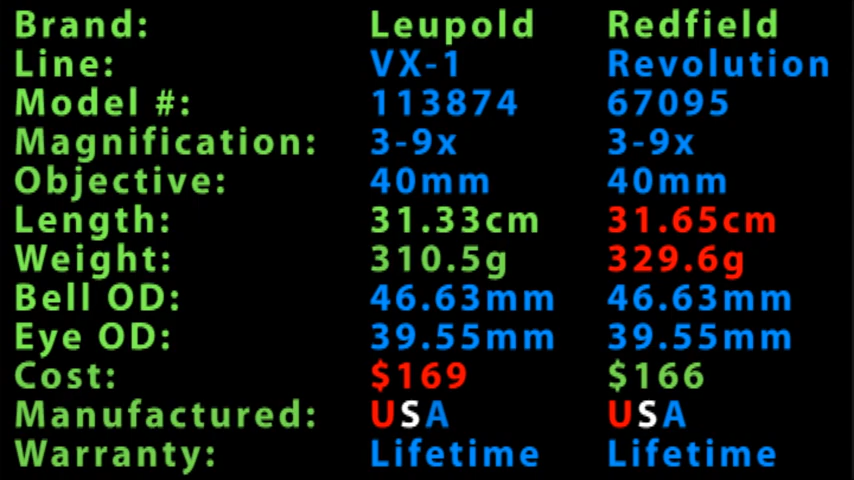 Brand: Leupold Redfield
Line: VX-1 Revolution
Model #: 113874 67095
Magnification: 3-9x 3-9x
Objective: 40mm 40mm
Length: 31.33cm 31.65cm
Weight: 310.5g 329.6g
Bell OD: 46.63mm 46.63mm
Eye OD: 39.55mm 39.55mm
Cost: $169 $166
Manufactured: USA USA
Warranty: Lifetime Lifetime